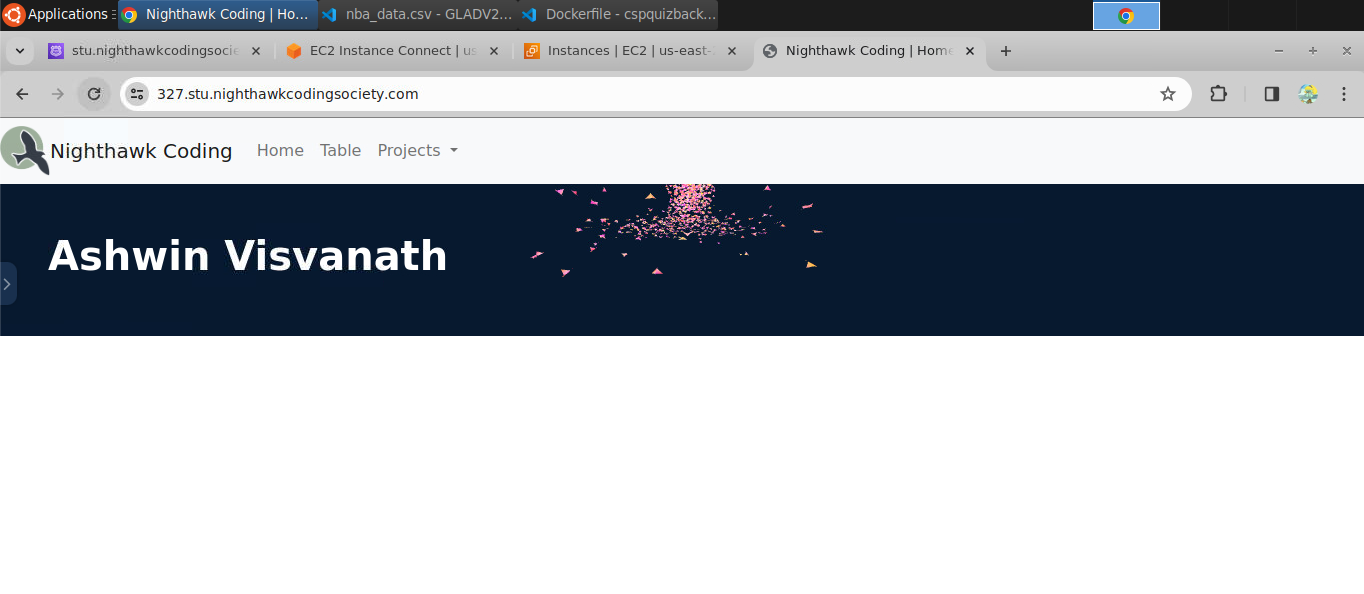 Applications
Nighthawk Coding | Ho...
nba_data.csv - GLADV2...
Dockerfile - cspquizback...
stu.nighthawkcodingsocie
EC2 Instance Connect | us
Instances | EC2 | us-east-
Nighthawk Coding | Home
327.stu.nighthawkcodingsociety.com
Nighthawk Coding
Home
Table
Projects
Ashwin Visvanath